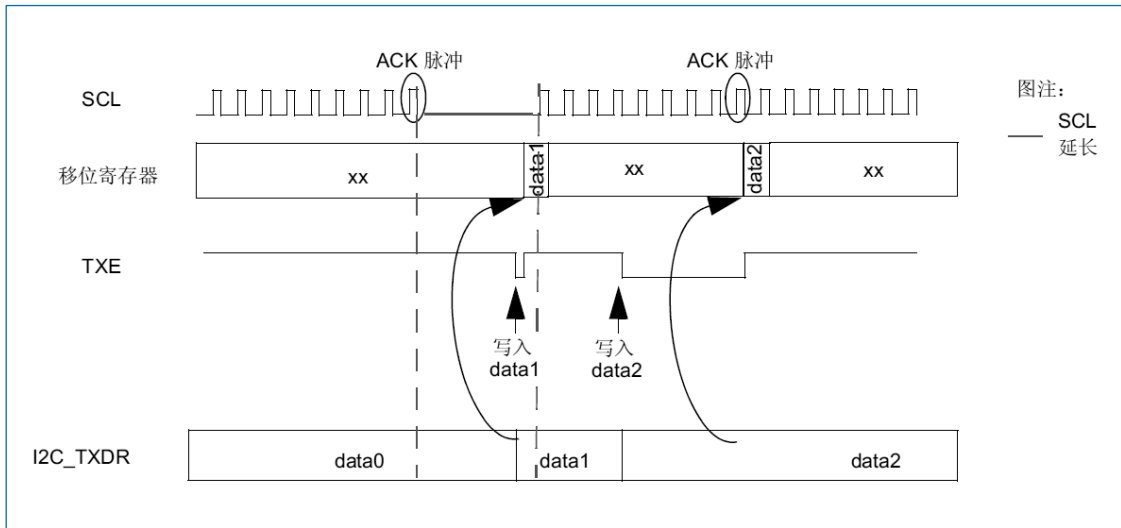 ACK 脉冲
ACK 脉冲
SCL
图注：
SCL
延长
移位寄存器
xx
data1
xx
data2
xx
TXE
写入
data1
写入
data2
I2C_TXDR
data0
data1
data2